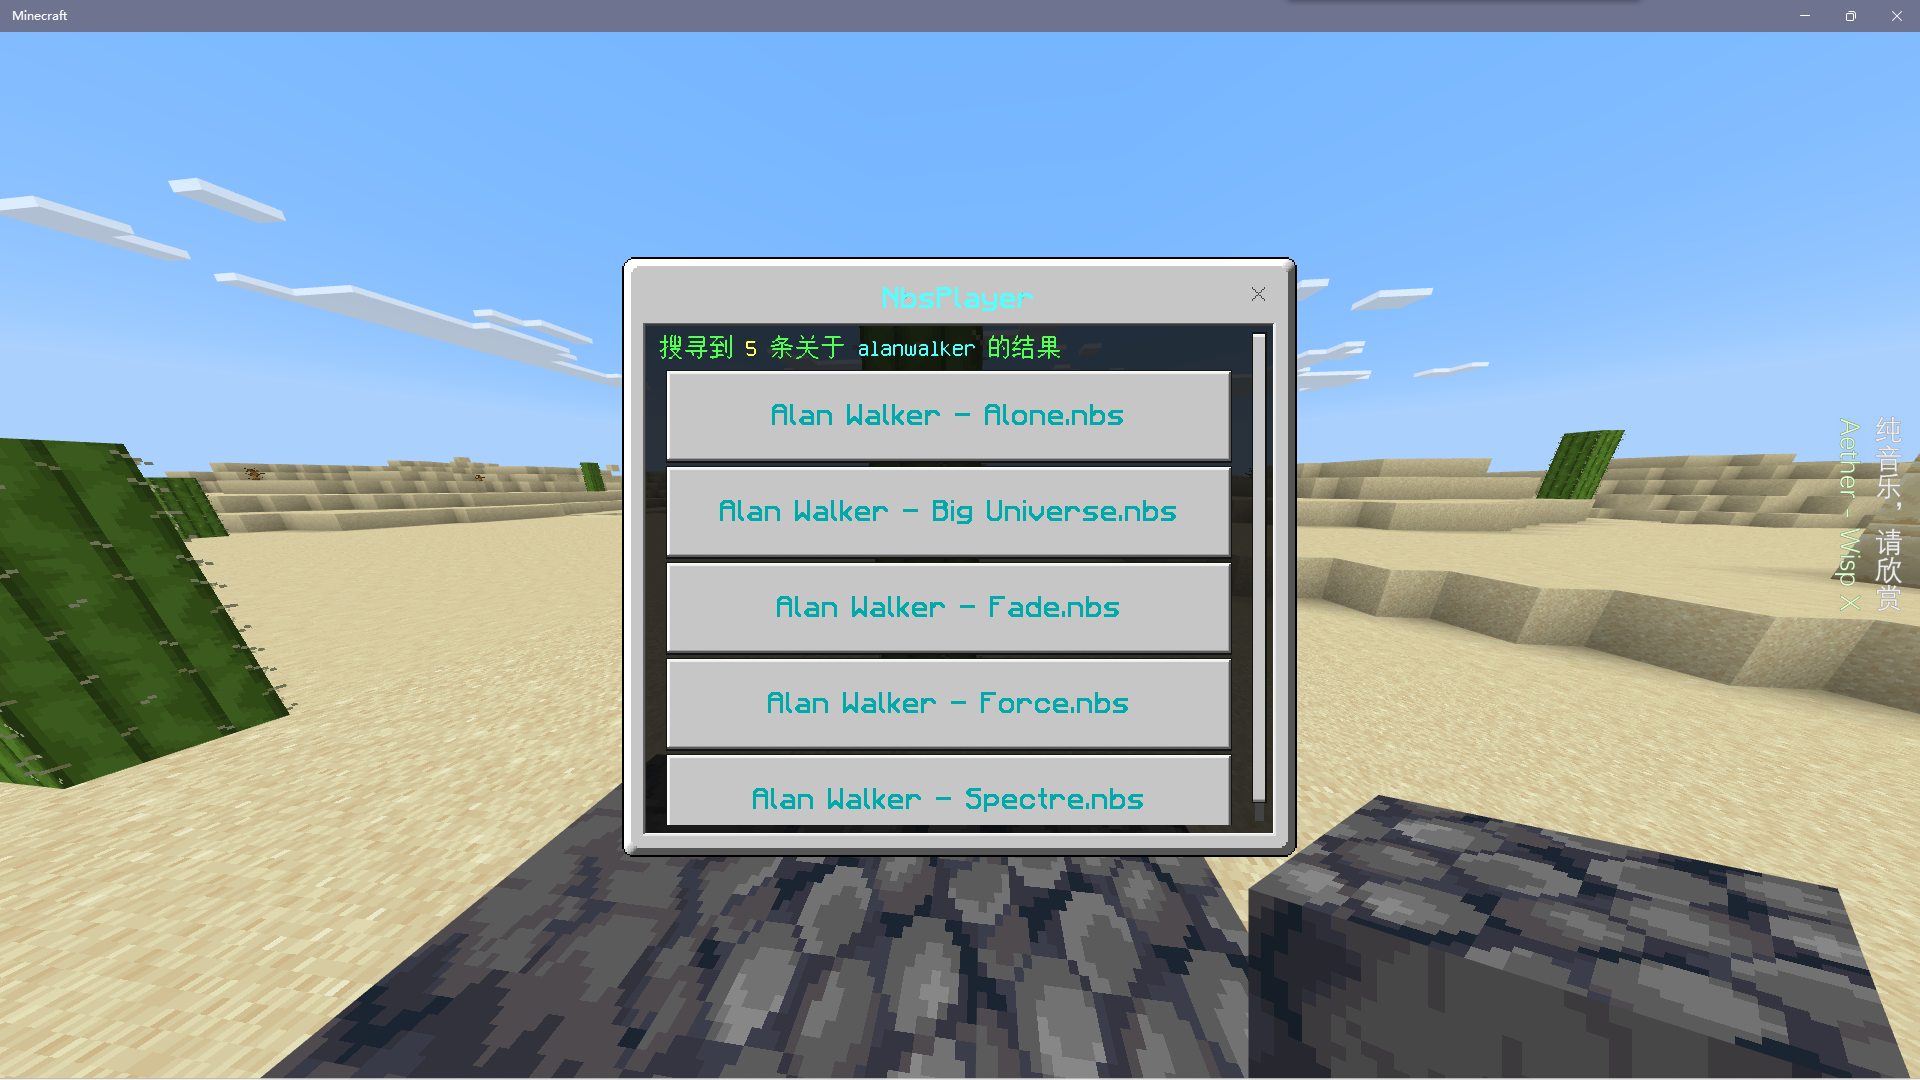 Minecraft
NbsPlayer
搜寻到 5 条关于 alanwalker 的结果
Alan Walker - Alone.nbs
Alan Walker - Big Universe.nbs
Alan Walker - Fade.nbs
Alan Walker - Force.nbs
Alan Walker - Spectre.nbs
纯音乐，请欣赏
Aether - Wisp X